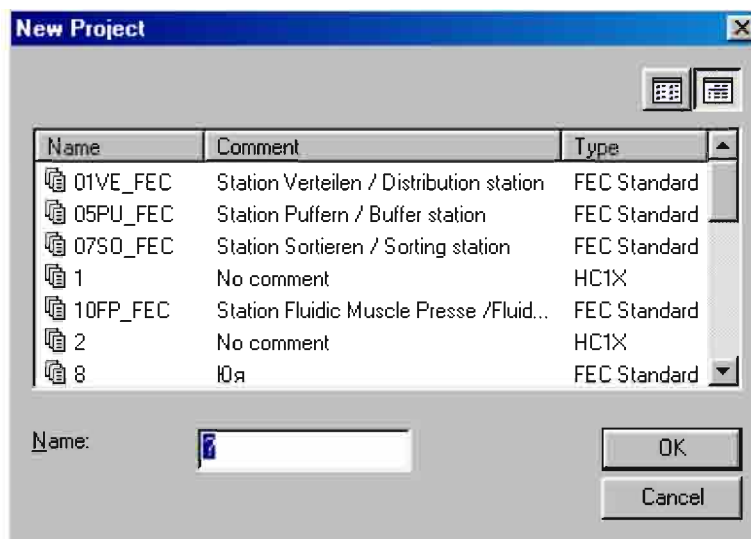 New Project
Name Comment Type
01VE_FEC Station Verteilen / Distribution station FEC Standard
05PU_FEC Station Puffern / Buffer station FEC Standard
07SO_FEC Station Sortieren / Sorting station FEC Standard
1 No comment HC1X
10FP_FEC Station Fluidic Muscle Presse /Fluid... FEC Standard
2 No comment HC1X
8 Юя FEC Standard
Name:
OK
Cancel